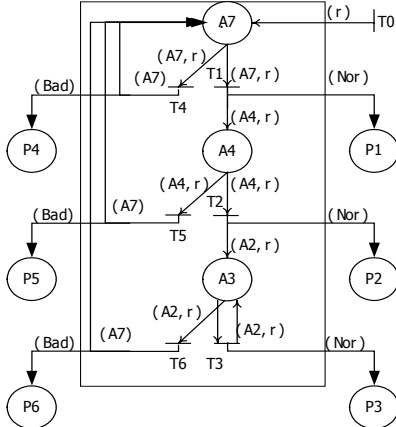 (r)
A7
T0
(A7, r)
(A7)
T1
(A7, r)
(Bad)
T4
(Nor)
(A4, r)
P4
A4
P1
(A4, r)
(A4, r)
(A7)
T2
(Bad)
T5
(Nor)
(A2, r)
P5
A3
P2
(A2, r)
(A2, r)
(A7)
(Bad)
(Nor)
T6
T3
P6
P3